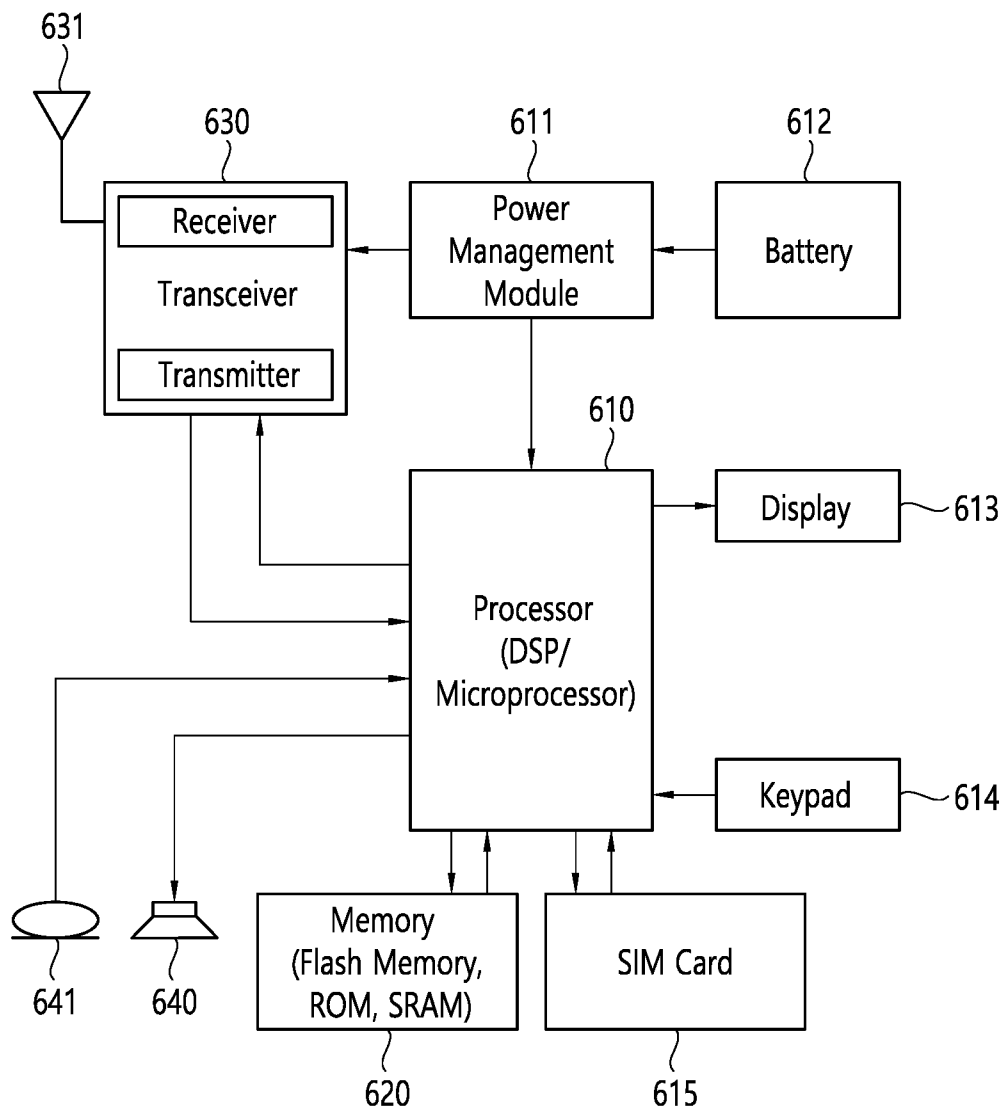 631
630
611
612
Receiver
Transceiver
Transmitter
Power
Management
Module
Battery
610
Processor
(DSP/
Microprocessor)
Display
613
Keypad
614
Memory
(Flash Memory,
ROM, SRAM)
SIM Card
641
640
620
615